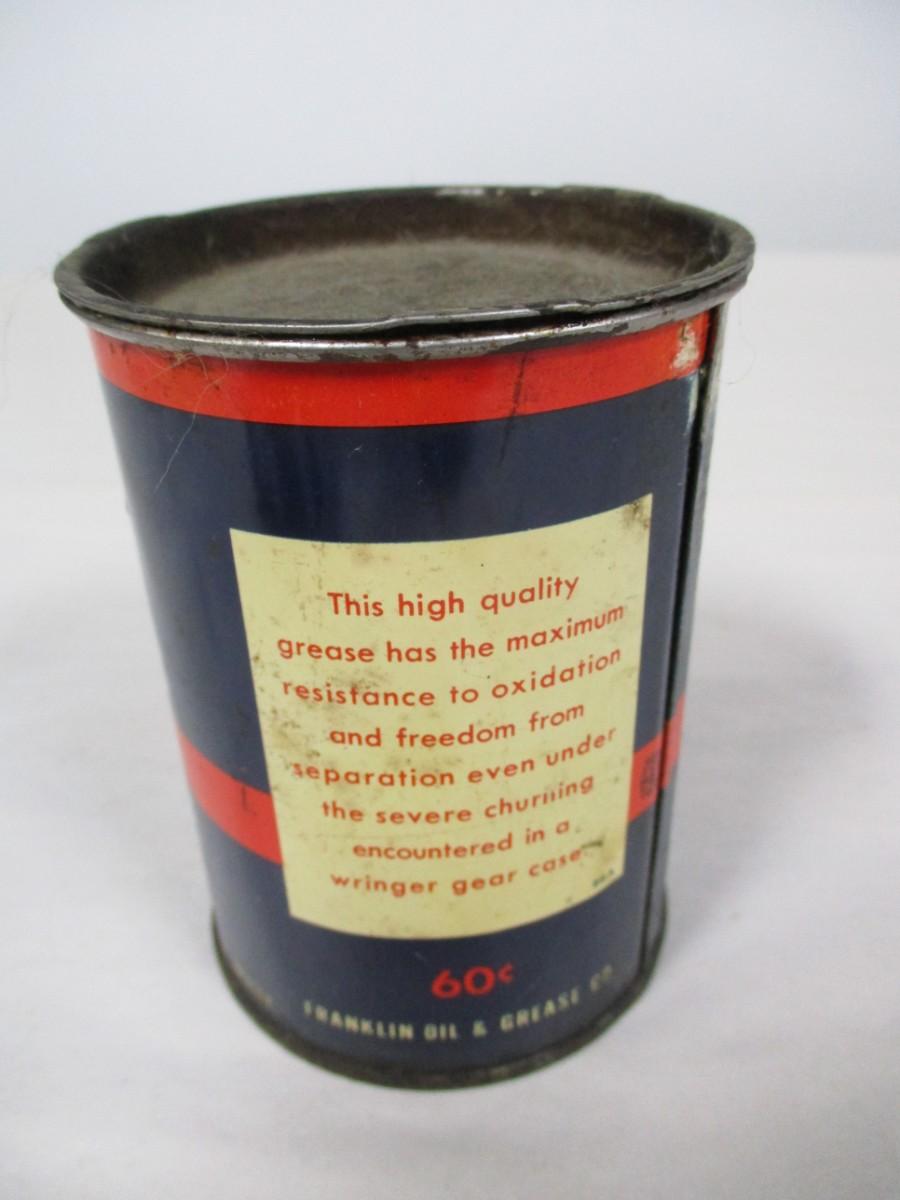 This high quality
grease has the maximum
resistance to oxidation
and freedom from
separation even under
the severe churning
encountered in a
wringer gear case.
60¢
FRANKLIN OIL & GREASE CO.